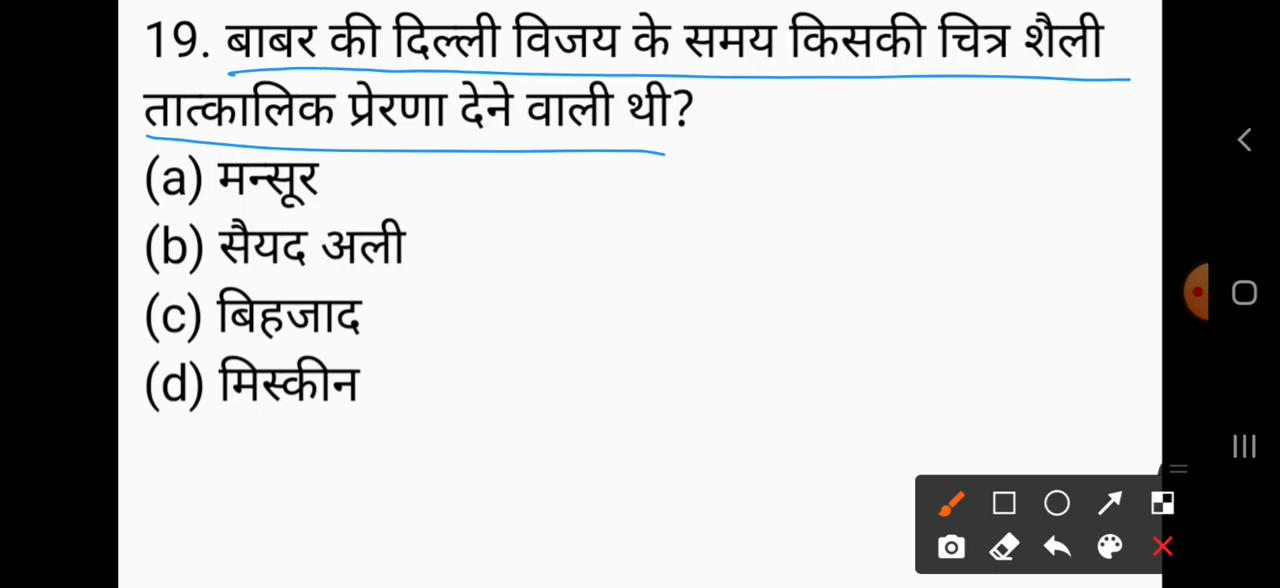 19. बाबर की दिल्ली विजय के समय किसकी चित्र शैली
तात्कालिक प्रेरणा देने वाली थी?
(a) मन्सूर
(b) सैयद अली
(c) बिहजाद
(d) मिस्कीन